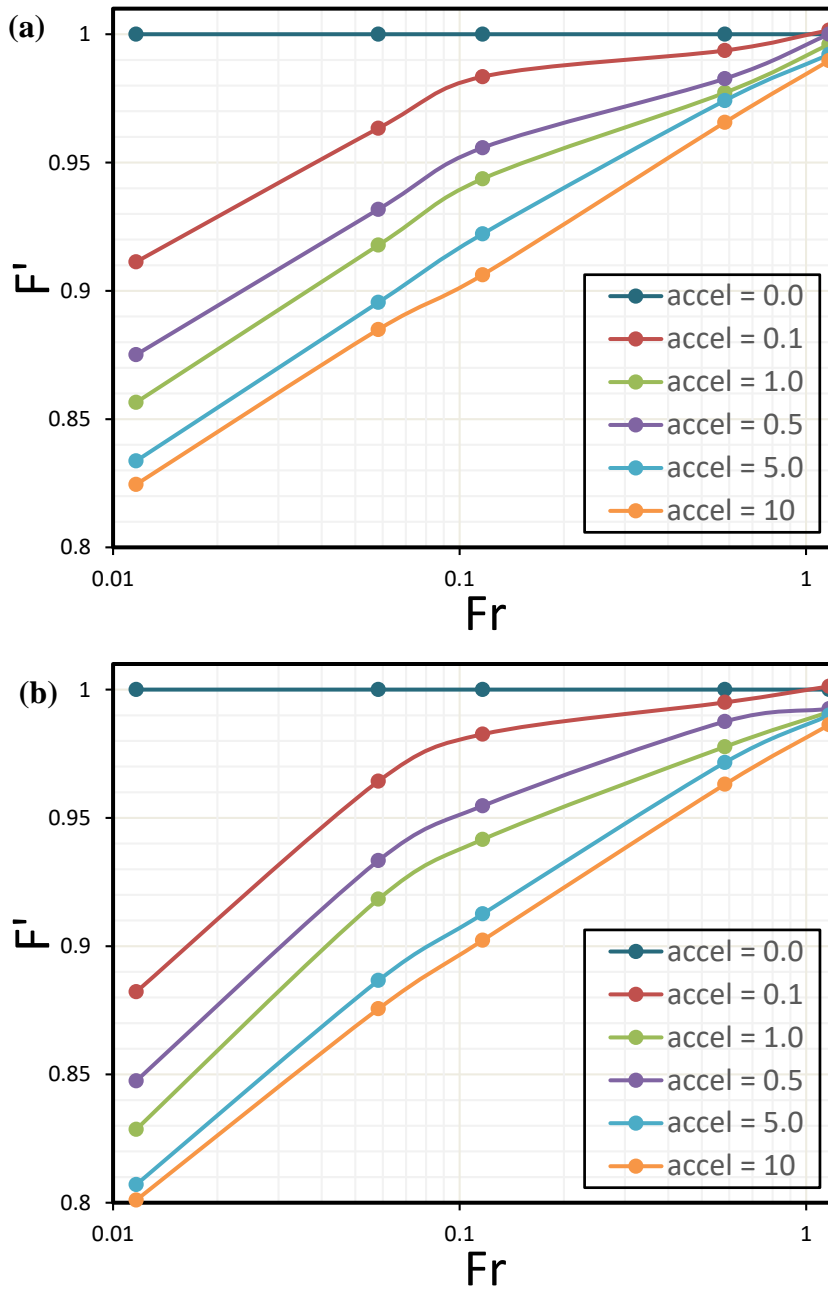 (a)
1
0.95
0.9
0.85
0.8
F'
0.01
0.1
1
Fr
accel = 0.0
accel = 0.1
accel = 1.0
accel = 0.5
accel = 5.0
accel = 10
(b)
1
0.95
0.9
0.85
0.8
F'
0.01
0.1
1
Fr
accel = 0.0
accel = 0.1
accel = 1.0
accel = 0.5
accel = 5.0
accel = 10